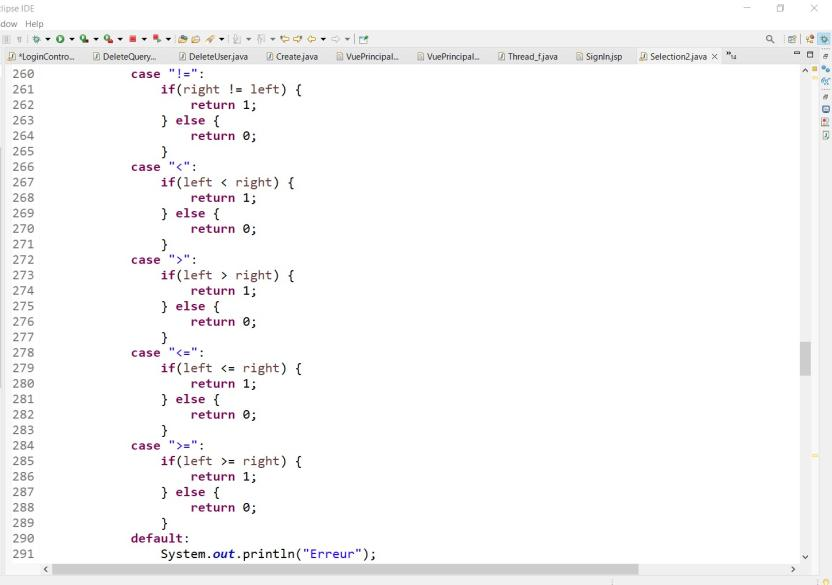 clipse IDE
dow Help
*LoginContro... DeleteQuery... DeleteUser.java Create.java VuePrincipal... VuePrincipal... Thread_f.java SignIn.jsp Selection2.java »14
260 case "!=":
261 if(right != left) {
262 return 1;
263 } else {
264 return 0;
265 }
266 case "<":
267 if(left < right) {
268 return 1;
269 } else {
270 return 0;
271 }
272 case ">":
273 if(left > right) {
274 return 1;
275 } else {
276 return 0;
277 }
278 case "<=":
279 if(left <= right) {
280 return 1;
281 } else {
282 return 0;
283 }
284 case ">=":
285 if(left >= right) {
286 return 1;
287 } else {
288 return 0;
289 }
290 default:
291 System.out.println("Erreur");